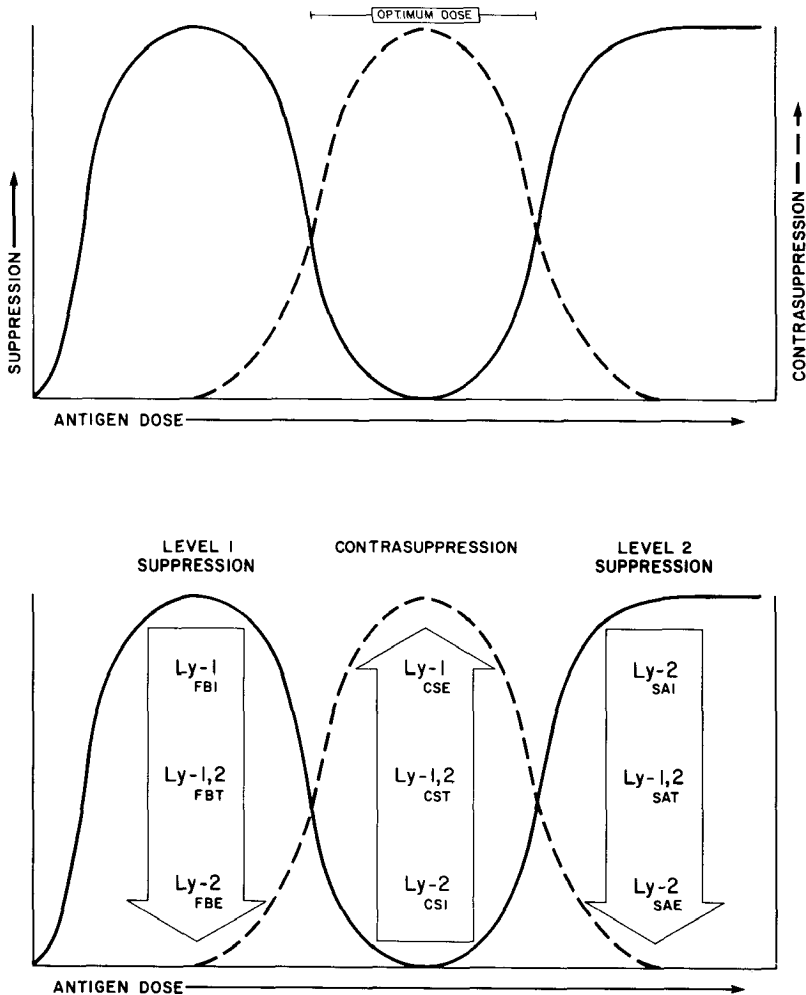 OPTIMUM DOSE
SUPPRESSION
CONTRASUPPRESSION
ANTIGEN DOSE
LEVEL 1
SUPPRESSION
CONTRASUPPRESSION
LEVEL 2
SUPPRESSION
Ly-1 FBI
Ly-1 CSE
Ly-2 SAI
Ly-1,2 FBT
Ly-1,2 CST
Ly-1,2 SAT
Ly-2 FBE
Ly-2 CSI
Ly-2 SAE
ANTIGEN DOSE